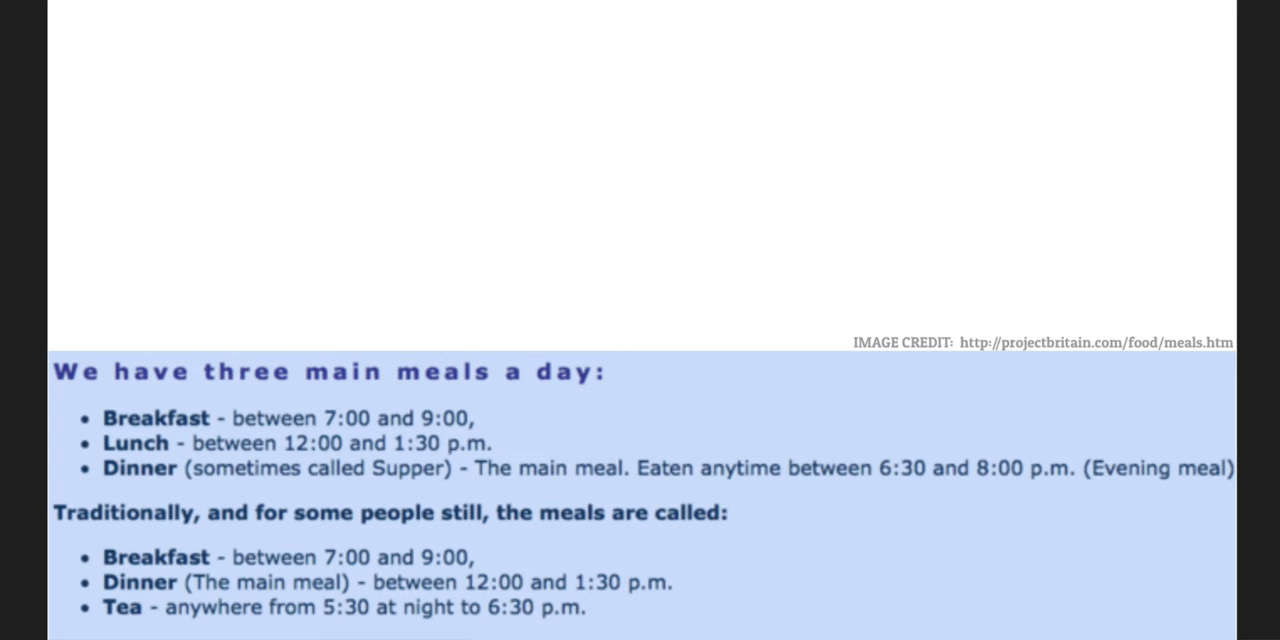 IMAGE CREDIT: http://projectbritain.com/food/meals.htm
We have three main meals a day:
• Breakfast - between 7:00 and 9:00,
• Lunch - between 12:00 and 1:30 p.m.
• Dinner (sometimes called Supper) - The main meal. Eaten anytime between 6:30 and 8:00 p.m. (Evening meal)
Traditionally, and for some people still, the meals are called:
• Breakfast - between 7:00 and 9:00,
• Dinner (The main meal) - between 12:00 and 1:30 p.m.
• Tea - anywhere from 5:30 at night to 6:30 p.m.